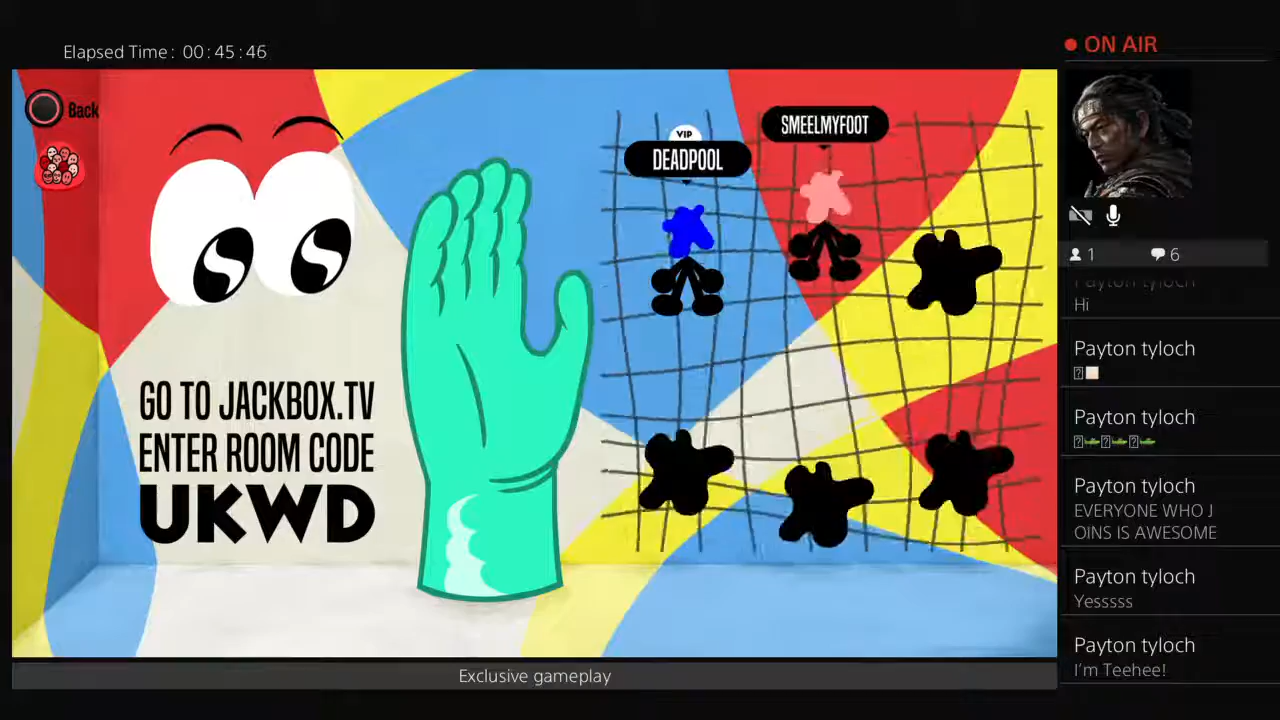 Elapsed Time: 00:45:46
ON AIR
Back
VIP
DEADPOOL
SMEELMYFOOT
GO TO JACKBOX.TV
ENTER ROOM CODE
UKWD
1
6
Payton tyloch
Hi
Payton tyloch
Payton tyloch
Payton tyloch
EVERYONE WHO J
OINS IS AWESOME
Payton tyloch
Yesssss
Payton tyloch
I'm Teehee!
Exclusive gameplay